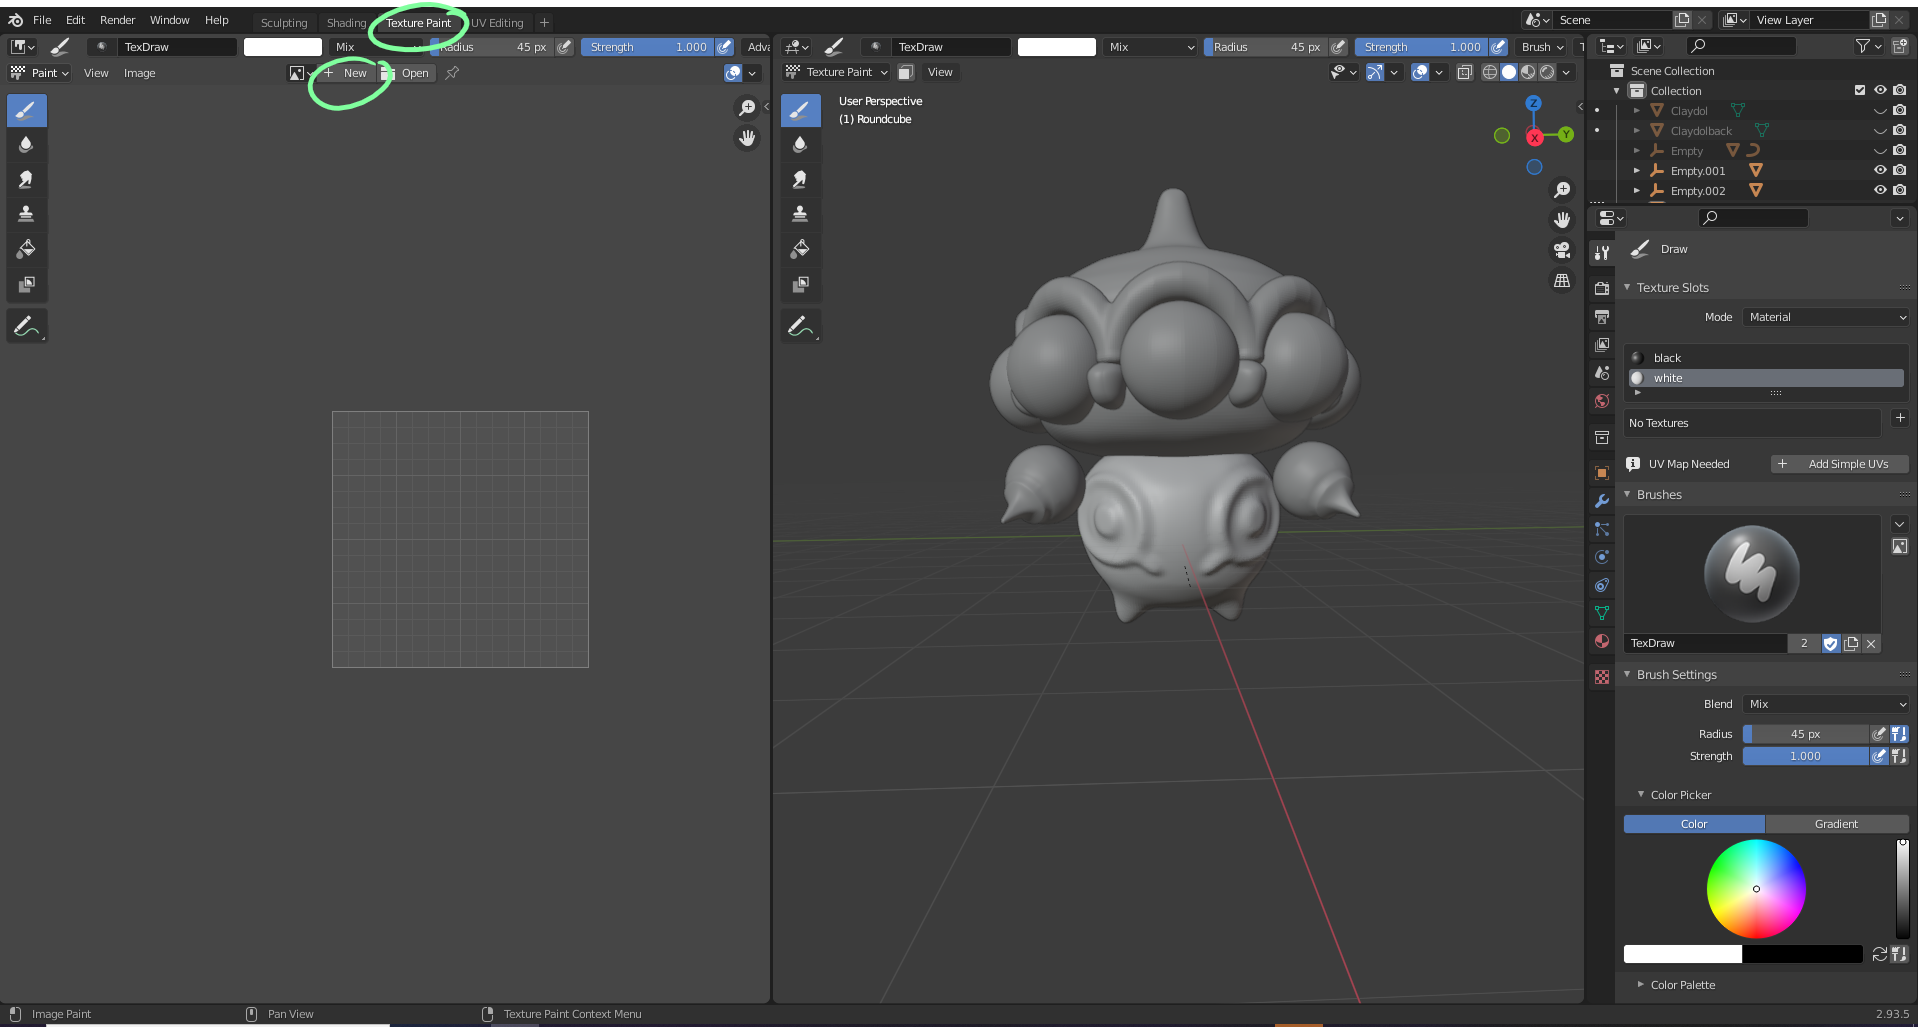 File Edit Render Window Help Sculpting Shading Texture Paint UV Editing + Scene View Layer
TexDraw Mix Radius 45 px Strength 1.000 TexDraw Mix Radius 45 px Strength 1.000 Brush
Paint View Image + New Open Texture Paint View
User Perspective
(1) Roundcube
Z
Y
X
Scene Collection
Collection
Claydol
Claydolback
Empty
Empty.001
Empty.002
Draw
Texture Slots
Mode Material
black
white
No Textures
UV Map Needed + Add Simple UVs
Brushes
TexDraw 2
Brush Settings
Blend Mix
Radius 45 px
Strength 1.000
Color Picker
Color Gradient
Color Palette
Image Paint Pan View Texture Paint Context Menu 2.93.5